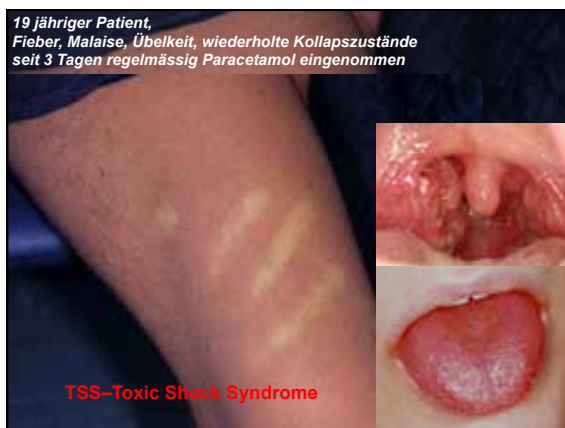 19 jähriger Patient,
Fieber, Malaise, Übelkeit, wiederholte Kollapszustände
seit 3 Tagen regelmässig Paracetamol eingenommen
TSS–Toxic Shock Syndrome